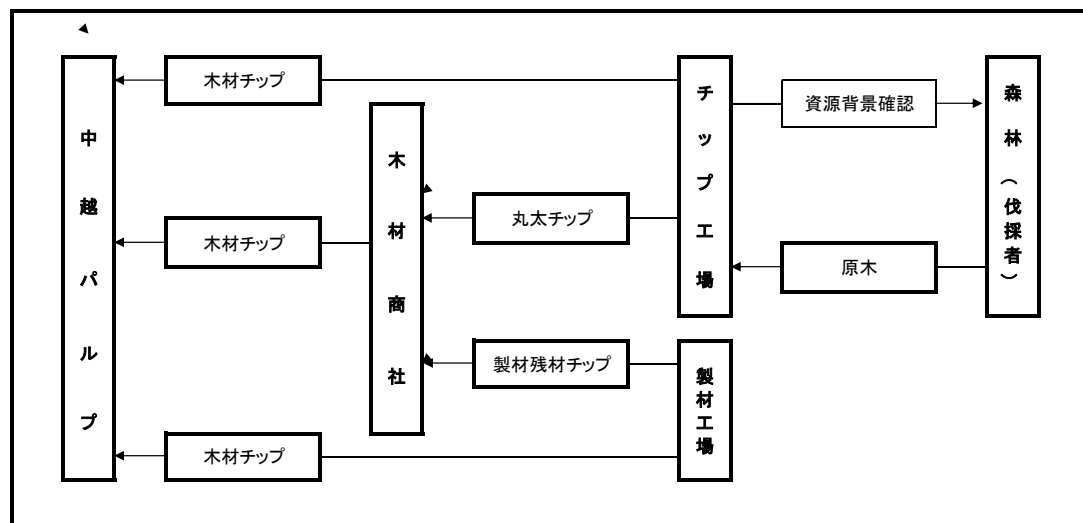 中越パルプ
木材チップ
木材チップ
木材チップ
木材商社
丸太チップ
製材残材チップ
チップ工場
製材工場
資源背景確認
原木
森林（伐採者）